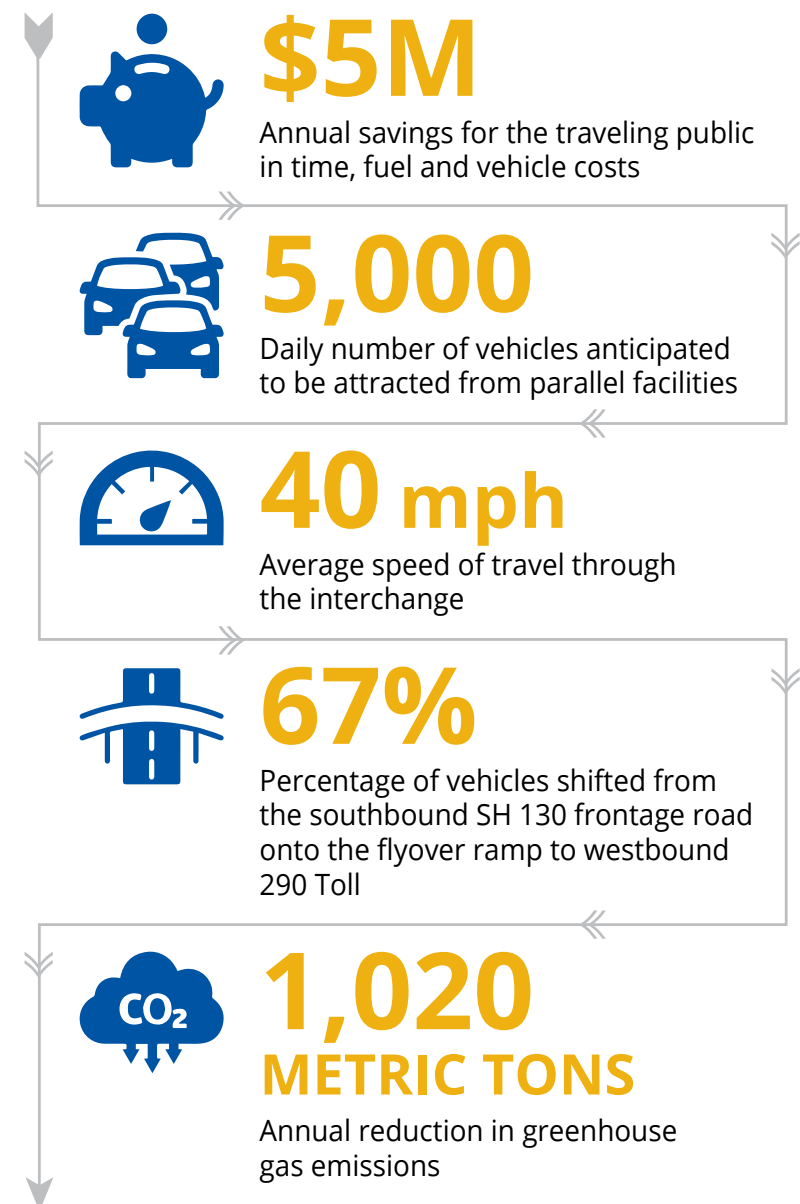 $5M
Annual savings for the traveling public
in time, fuel and vehicle costs
5,000
Daily number of vehicles anticipated
to be attracted from parallel facilities
40 mph
Average speed of travel through
the interchange
67%
Percentage of vehicles shifted from
the southbound SH 130 frontage road
onto the flyover ramp to westbound
290 Toll
CO₂
1,020
METRIC TONS
Annual reduction in greenhouse
gas emissions